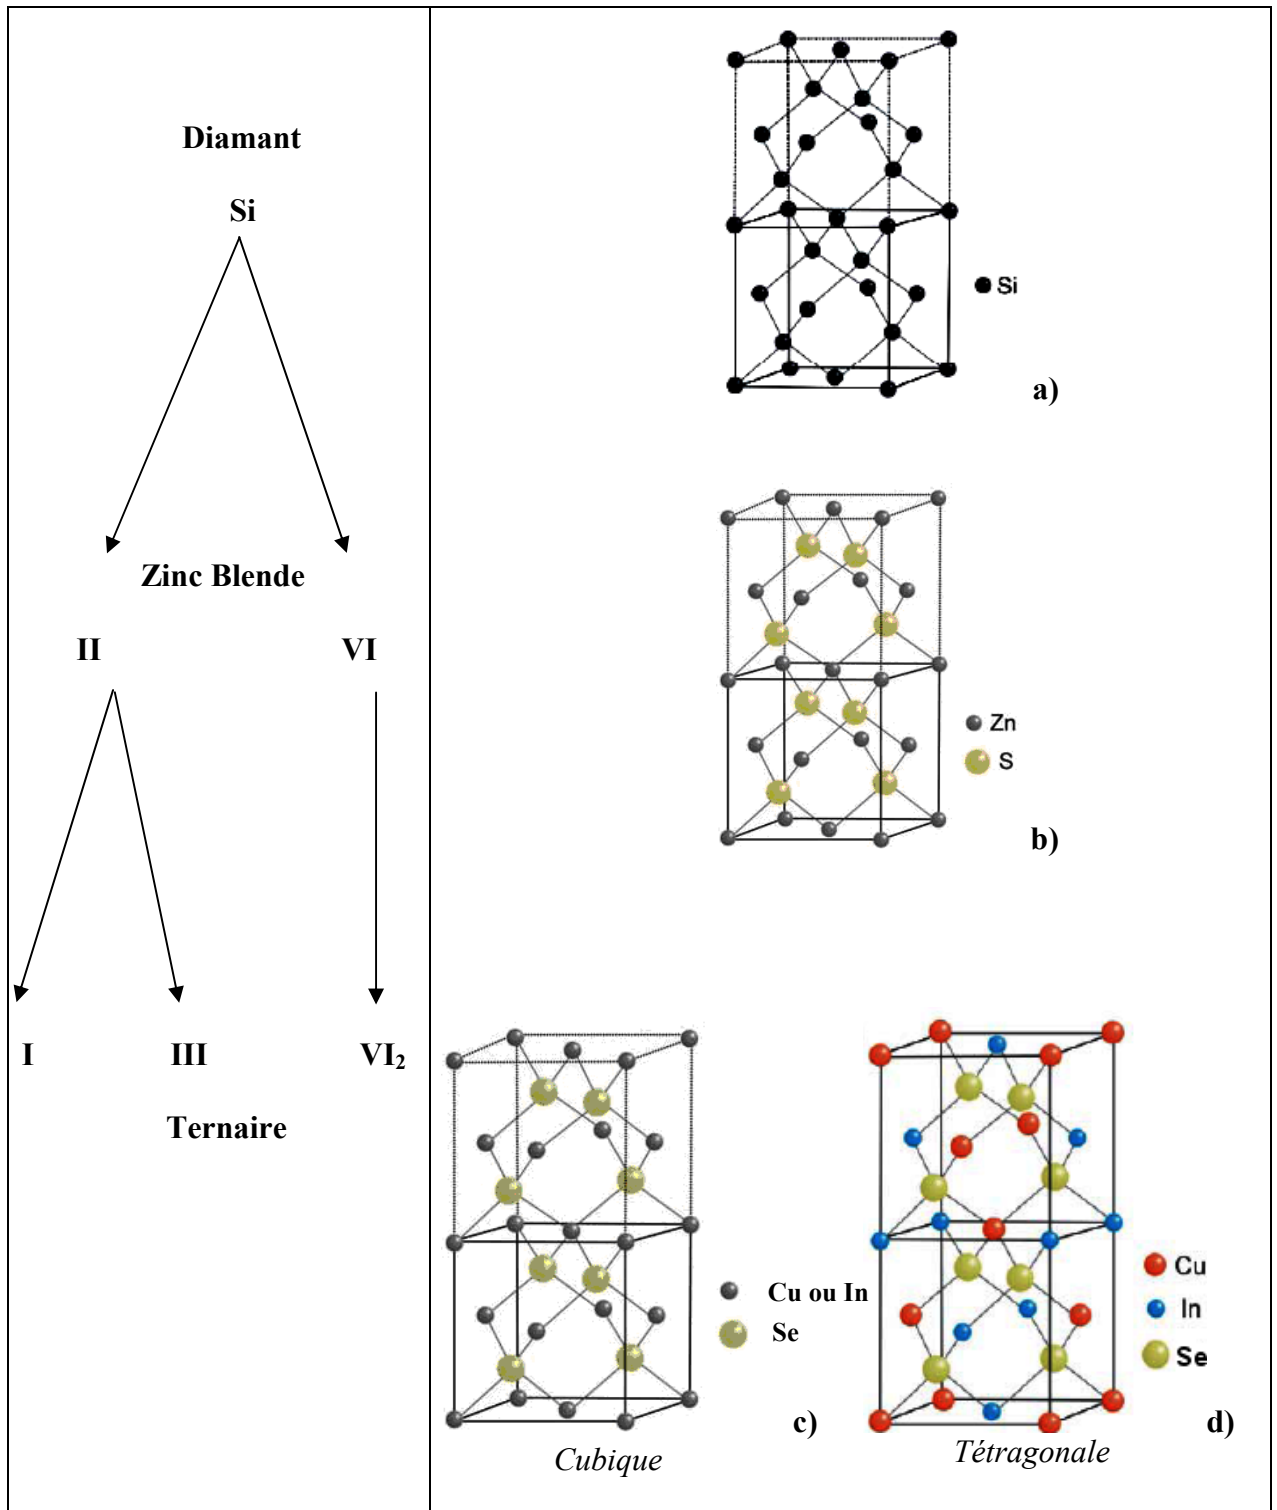 Diamant
Si
Si
a)
Zinc Blende
II VI
Zn
S
b)
I III VI₂
Ternaire
Cu ou In
Se
c)
Cubique
Cu
In
Se
d)
Tétragonale